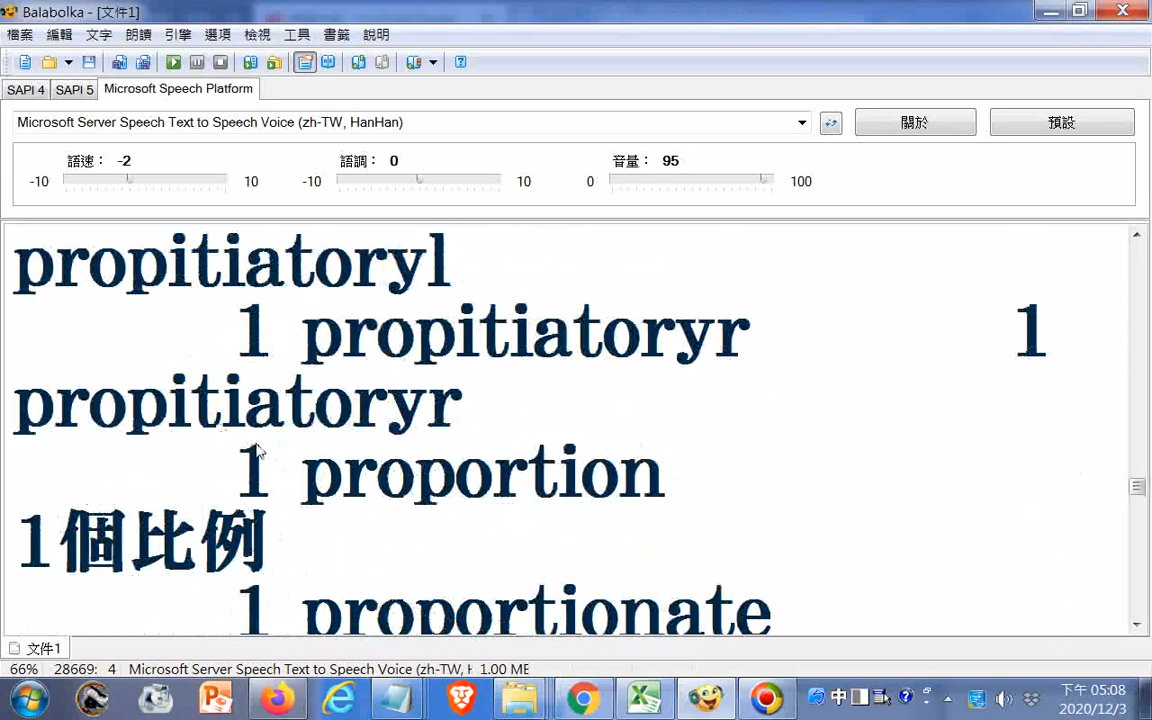 Balabolka - [文件1]
檔案 編輯 文字 朗讀 引擎 選項 檢視 工具 書籤 說明
SAPI 4 SAPI 5 Microsoft Speech Platform
Microsoft Server Speech Text to Speech Voice (zh-TW, HanHan) 關於 預設
語速： -2 語調： 0 音量： 95
-10 10 -10 10 0 100
propitiatoryl
1 propitiatoryr 1
propitiatoryr
1 proportion
1個比例
1 proportionate
文件1
66% 28669: 4 Microsoft Server Speech Text to Speech Voice (zh-TW, H 1.00 ME
中 下午 05:08
2020/12/3